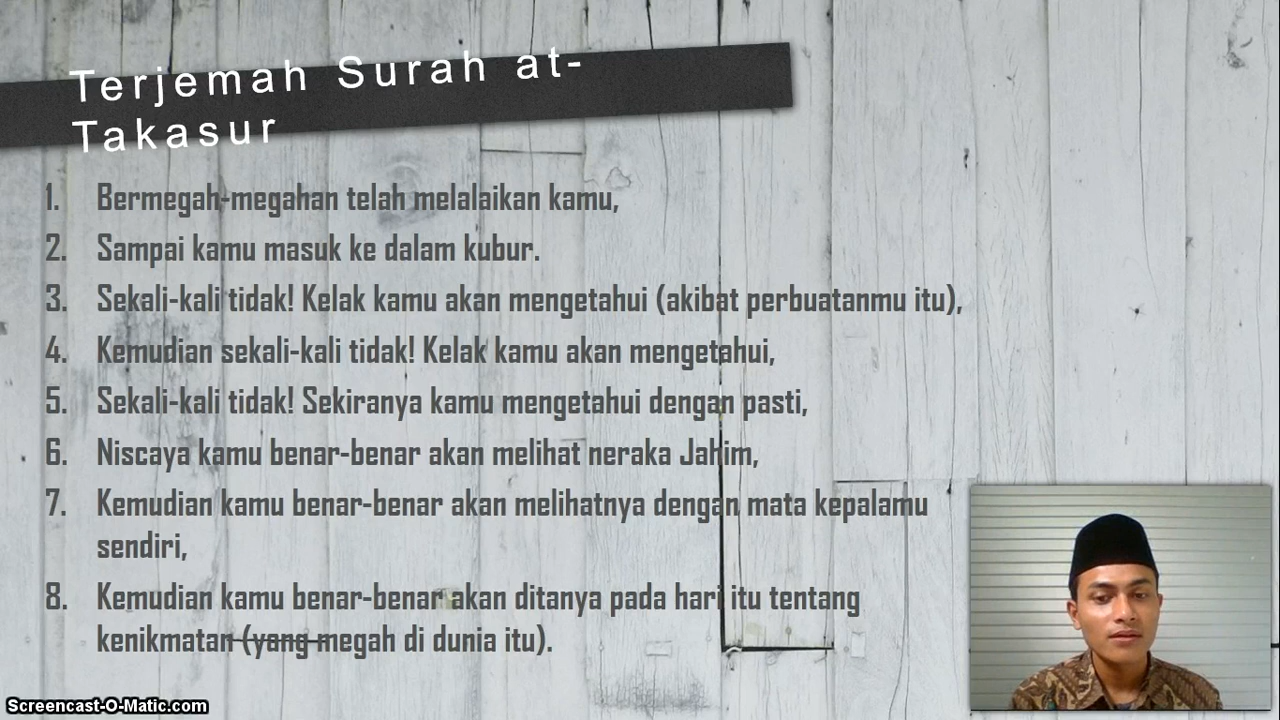 Terjemah Surah at-
Takasur
1. Bermegah-megahan telah melalaikan kamu,
2. Sampai kamu masuk ke dalam kubur.
3. Sekali-kali tidak! Kelak kamu akan mengetahui (akibat perbuatanmu itu),
4. Kemudian sekali-kali tidak! Kelak kamu akan mengetahui,
5. Sekali-kali tidak! Sekiranya kamu mengetahui dengan pasti,
6. Niscaya kamu benar-benar akan melihat neraka Jahim,
7. Kemudian kamu benar-benar akan melihatnya dengan mata kepalamu
sendiri,
8. Kemudian kamu benar-benar akan ditanya pada hari itu tentang
kenikmatan (yang megah di dunia itu).
Screencast-O-Matic.com